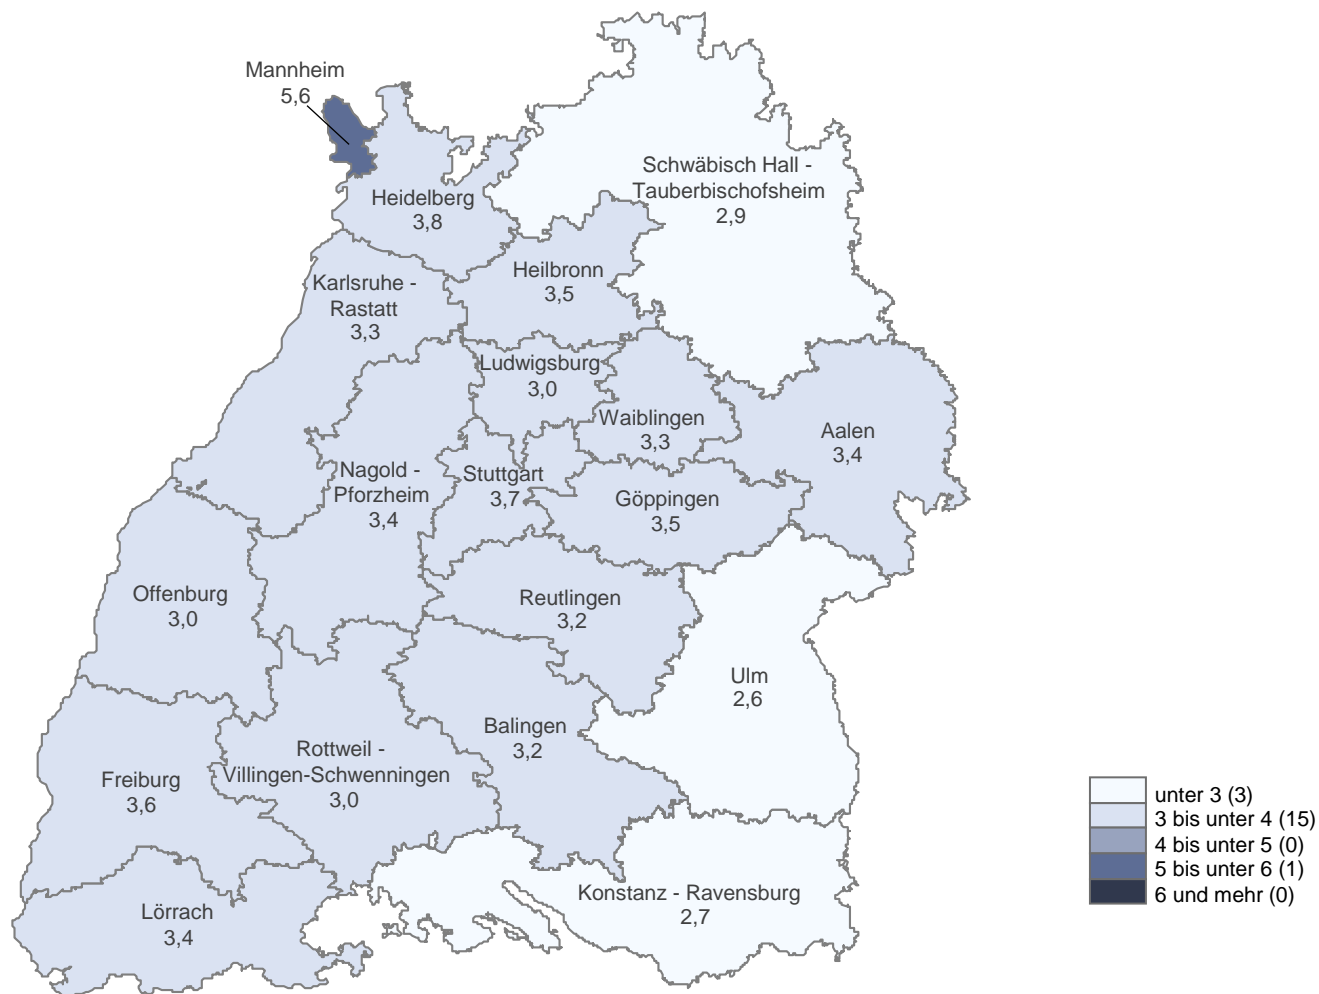 Mannheim
5,6
Schwäbisch Hall -
Tauberbischofsheim
2,9
Heidelberg
3,8
Heilbronn
3,5
Karlsruhe -
Rastatt
3,3
Ludwigsburg
3,0
Waiblingen
3,3
Aalen
3,4
Nagold -
Pforzheim
3,4
Stuttgart
3,7
Göppingen
3,5
Offenburg
3,0
Reutlingen
3,2
Ulm
2,6
Balingen
3,2
Rottweil -
Villingen-Schwenningen
3,0
Freiburg
3,6
Konstanz - Ravensburg
2,7
Lörrach
3,4
unter 3 (3)
3 bis unter 4 (15)
4 bis unter 5 (0)
5 bis unter 6 (1)
6 und mehr (0)